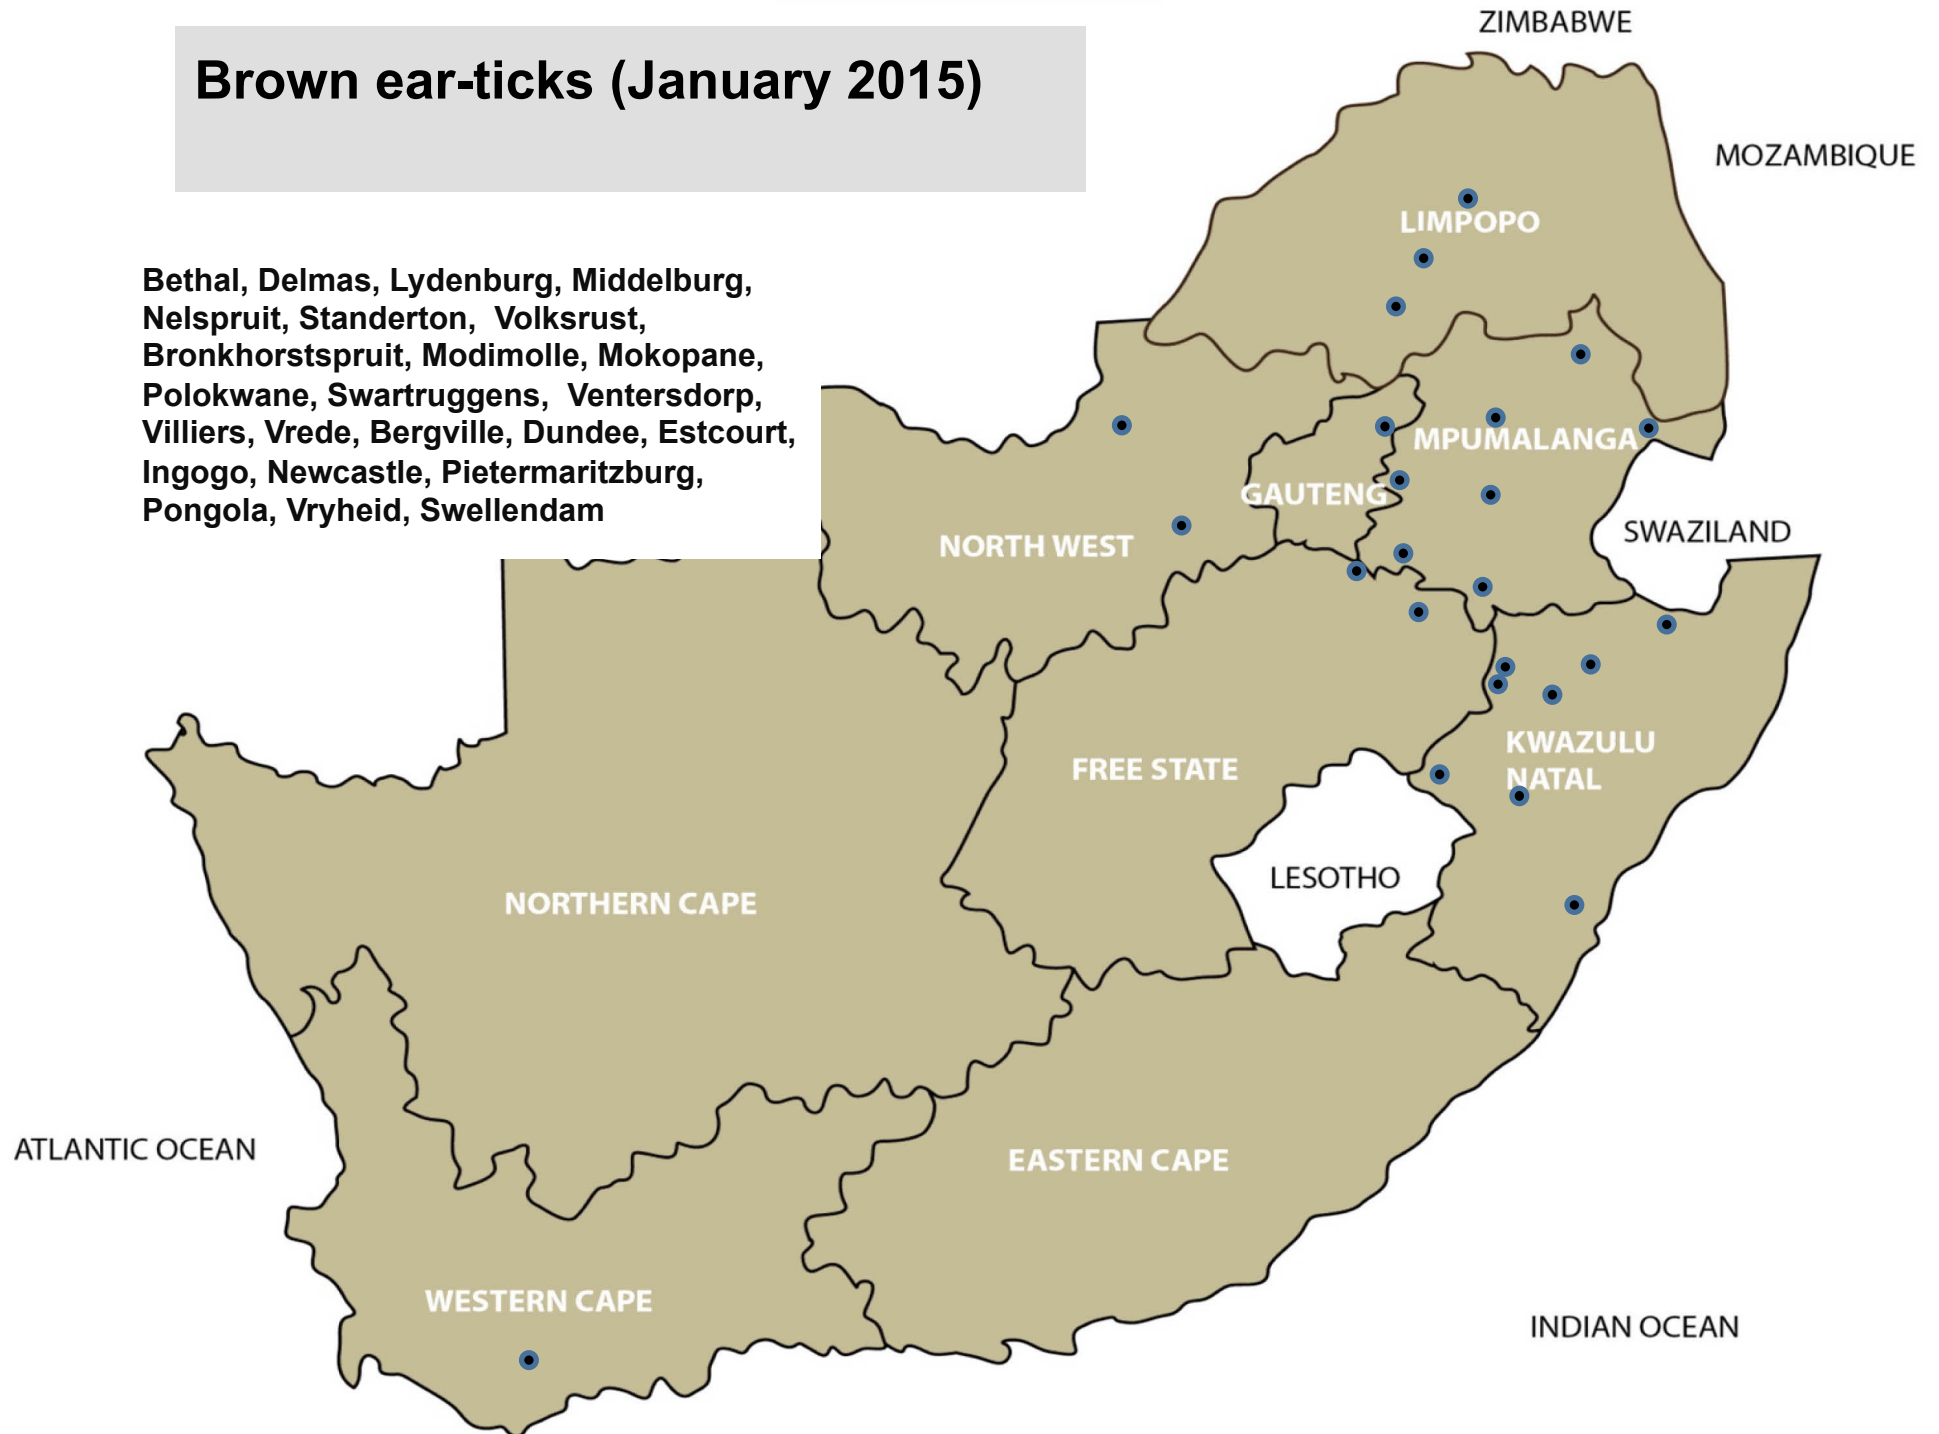 ZIMBABWE
Brown ear-ticks (January 2015)
MOZAMBIQUE
LIMPOPO
Bethal, Delmas, Lydenburg, Middelburg,
Nelspruit, Standerton,  Volksrust,
Bronkhorstspruit, Modimolle, Mokopane,
Polokwane, Swartruggens,  Ventersdorp,
Villiers, Vrede, Bergville, Dundee, Estcourt,
Ingogo, Newcastle, Pietermaritzburg,
Pongola, Vryheid, Swellendam
MPUMALANGA
GAUTENG
SWAZILAND
NORTH WEST
KWAZULU
NATAL
FREE STATE
LESOTHO
NORTHERN CAPE
ATLANTIC OCEAN
EASTERN CAPE
WESTERN CAPE
INDIAN OCEAN